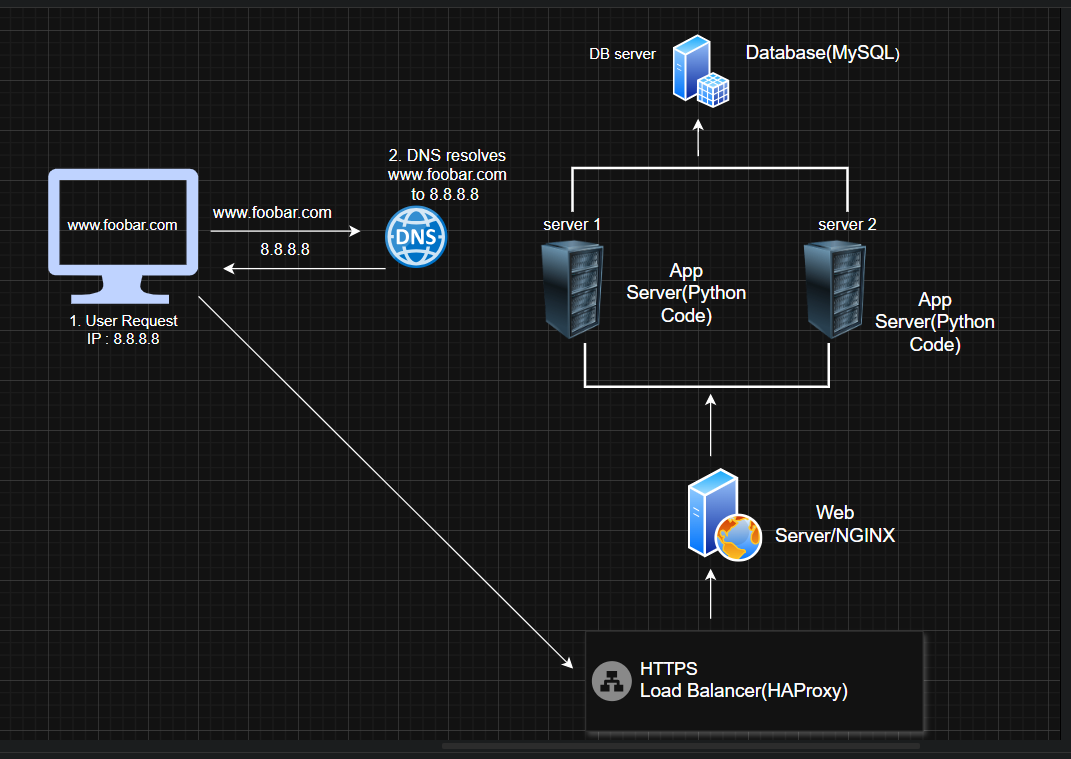 DB server
Database(MySQL)
2. DNS resolves
www.foobar.com
to 8.8.8.8
www.foobar.com
www.foobar.com
8.8.8.8
DNS
1. User Request
IP : 8.8.8.8
server 1
server 2
App
Server(Python
Code)
App
Server(Python
Code)
Web
Server/NGINX
HTTPS
Load Balancer(HAProxy)